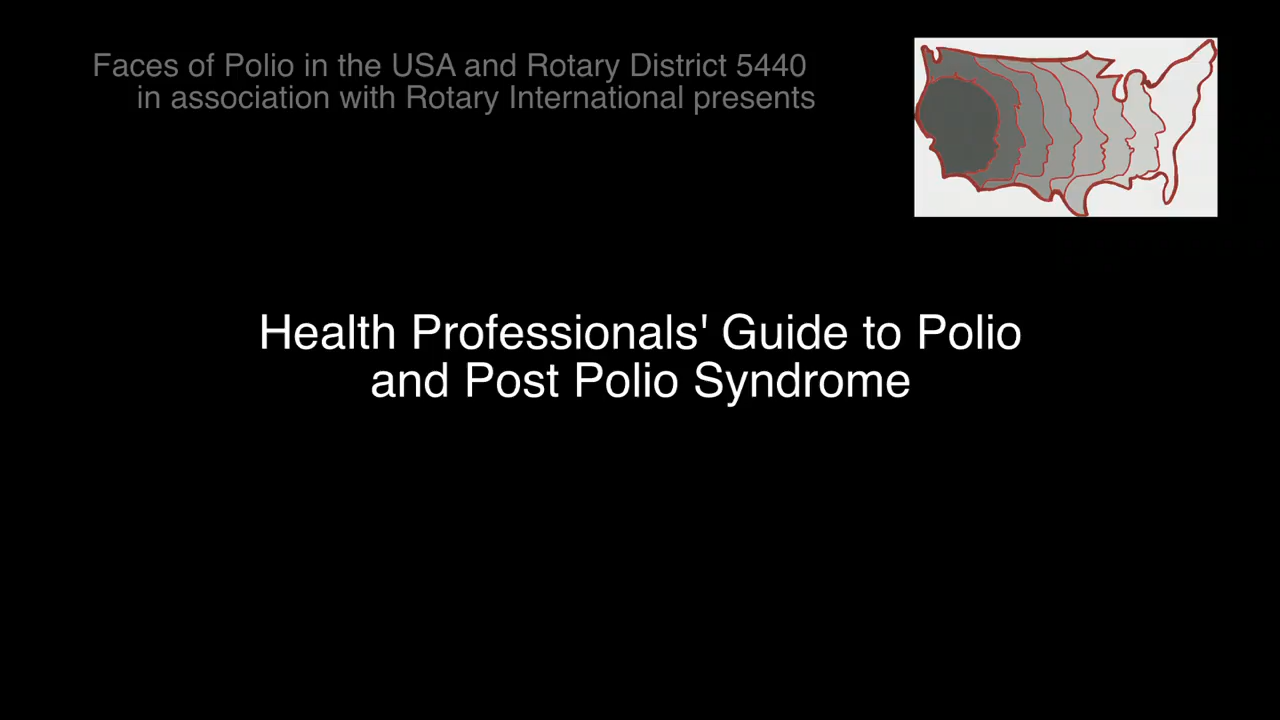 Faces of Polio in the USA and Rotary District 5440
in association with Rotary International presents
Health Professionals' Guide to Polio
and Post Polio Syndrome